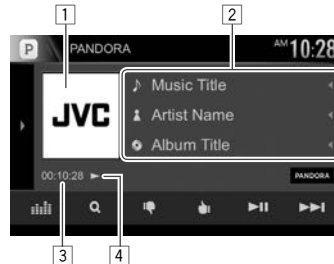 1 2
P PANDORA AM 10:28
JVC
Music Title
Artist Name
Album Title
00:10:28
PANDORA
3 4